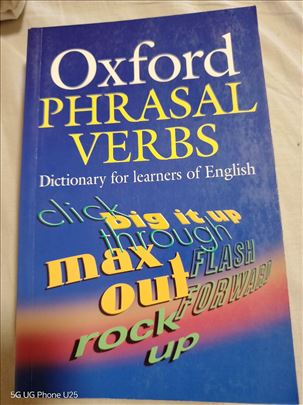 Oxford
PHRASAL
VERBS
Dictionary for learners of English
click
big it up
through
max
out
FLASH
FORWARD
rock
up
5G UG Phone U25